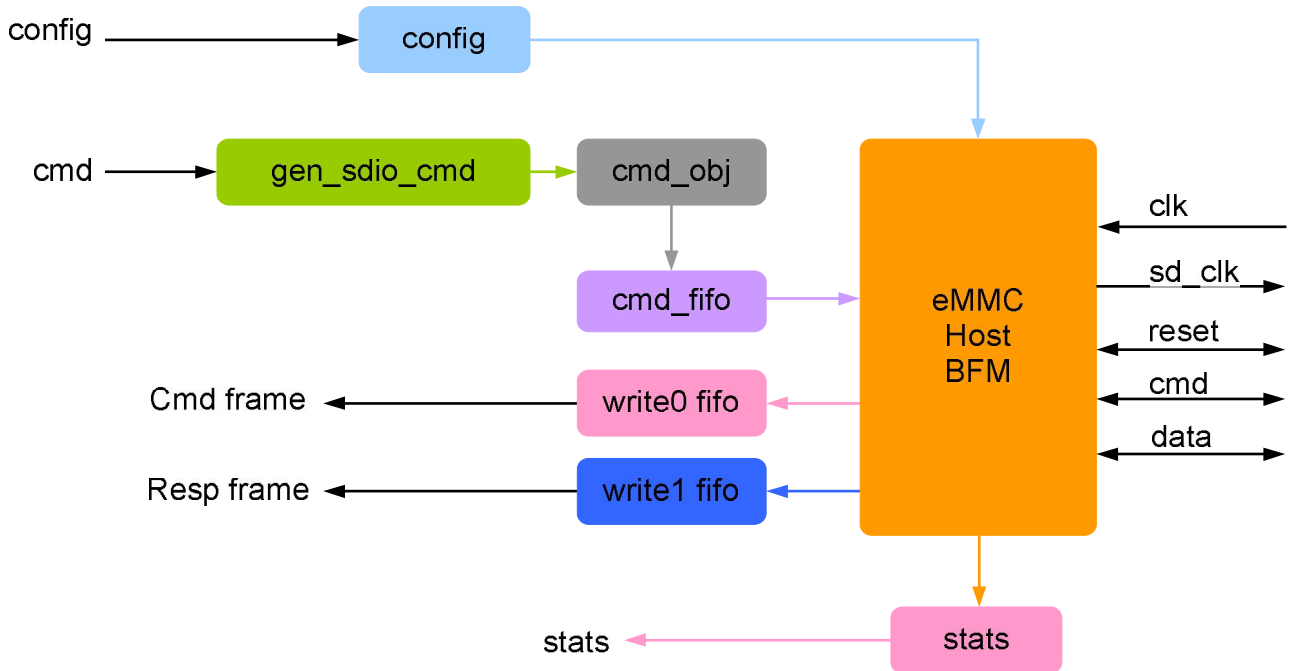 config
config
cmd
gen_sdio_cmd
cmd_obj
clk
sd_clk
cmd_fifo
eMMC
Host
BFM
reset
cmd
Cmd frame
write0 fifo
data
Resp frame
write1 fifo
stats
stats